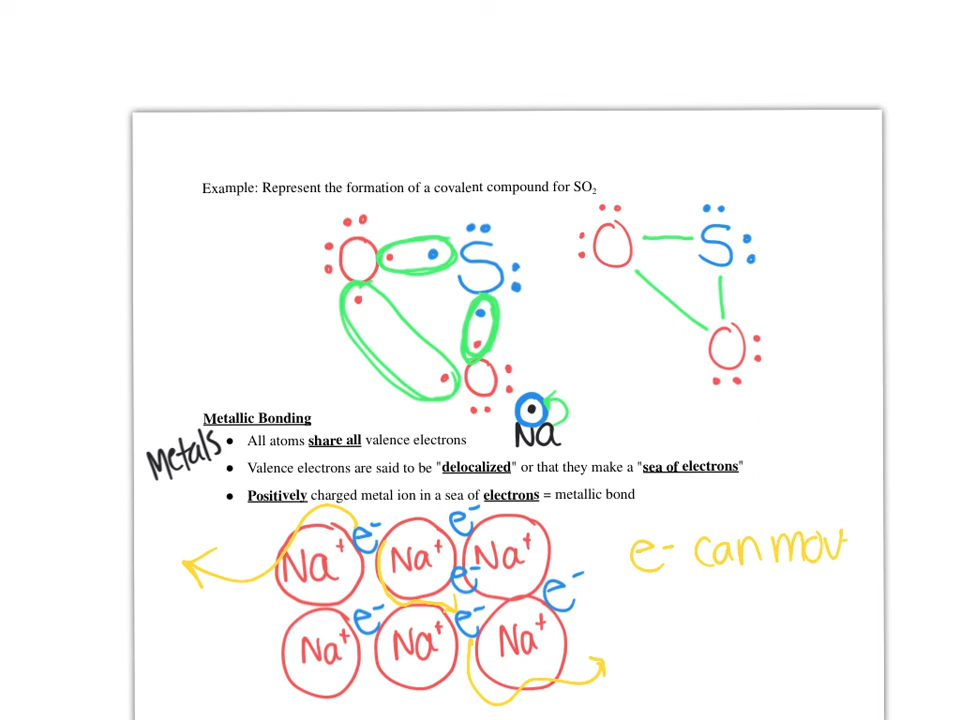 Example: Represent the formation of a covalent compound for SO₂
O S O S
O O
Na
Metallic Bonding
Metals
● All atoms share all valence electrons
● Valence electrons are said to be "delocalized" or that they make a "sea of electrons"
● Positively charged metal ion in a sea of electrons = metallic bond
Na⁺ e⁻ Na⁺ e⁻ Na⁺ e- can mov
e⁻ e⁻
Na⁺ e⁻ Na⁺ e⁻ Na⁺